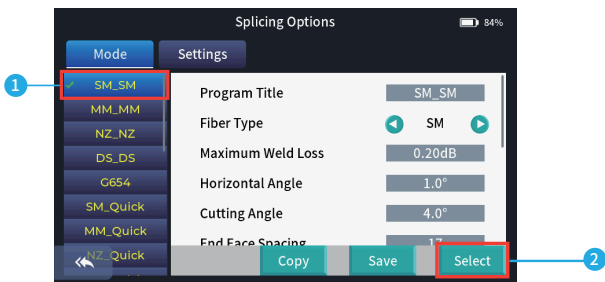 Splicing Options
84%
Mode
Settings
1
SM_SM
MM_MM
NZ_NZ
DS_DS
G654
SM_Quick
MM_Quick
NZ_Quick
Program Title SM_SM
Fiber Type SM
Maximum Weld Loss 0.20dB
Horizontal Angle 1.0°
Cutting Angle 4.0°
End Face Spacing 17
Copy
Save
Select
2